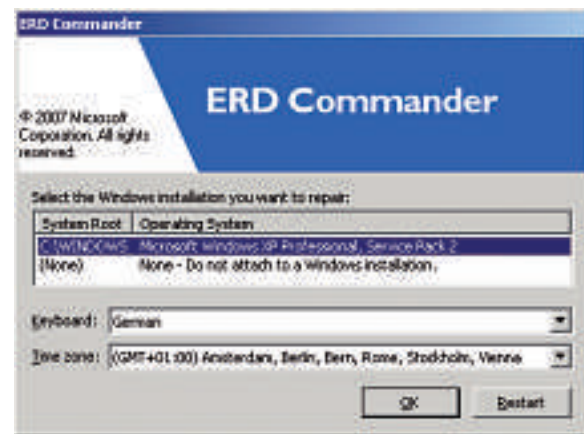 ERD Commander
ERD Commander
© 2007 Microsoft
Corporation. All rights
reserved.
Select the Windows installation you want to repair:
System Root Operating System
C:\WINDOWS Microsoft Windows XP Professional, Service Pack 2
(None) None - Do not attach to a Windows installation.
Keyboard: German
Time zone: (GMT+01:00) Amsterdam, Berlin, Bern, Rome, Stockholm, Vienna
OK Restart